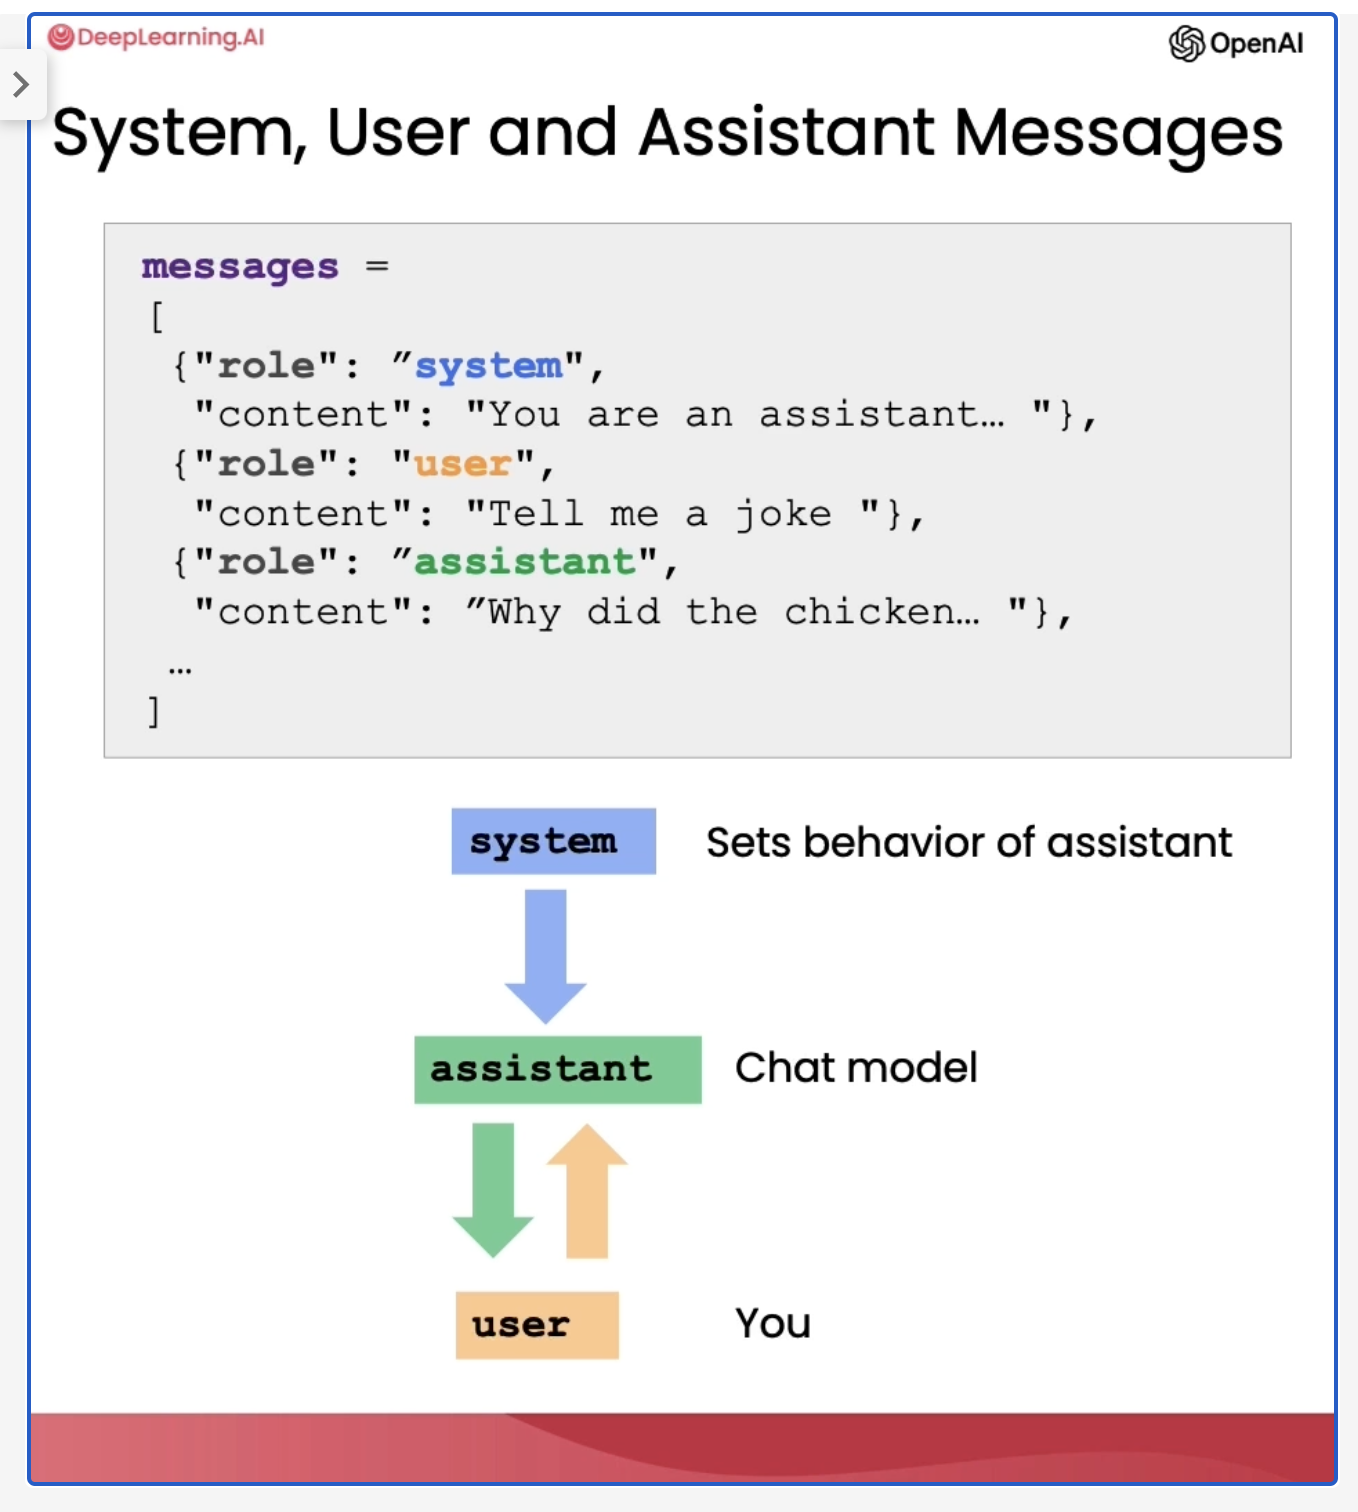 DeepLearning.AI
OpenAI
System, User and Assistant Messages
messages =
[
{"role": ”system",
"content": "You are an assistant… "},
{"role": "user",
"content": "Tell me a joke "},
{"role": ”assistant",
"content": ”Why did the chicken… "},
…
]
system Sets behavior of assistant
assistant Chat model
user You